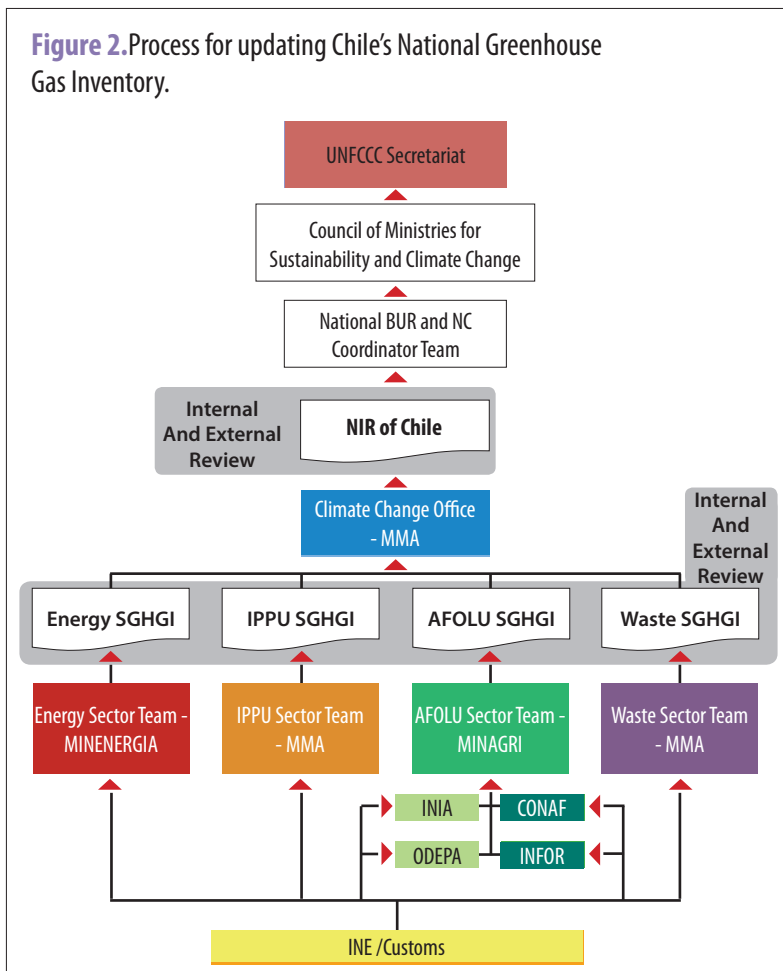 Figure 2.Process for updating Chile's National Greenhouse
Gas Inventory.
UNFCCC Secretariat
Council of Ministries for
Sustainability and Climate Change
National BUR and NC
Coordinator Team
Internal
And External
Review
NIR of Chile
Climate Change Office
- MMA
Internal
And
External
Review
Energy SGHGI
IPPU SGHGI
AFOLU SGHGI
Waste SGHGI
Energy Sector Team -
MINENERGIA
IPPU Sector Team
- MMA
AFOLU Sector Team -
MINAGRI
Waste Sector Team
- MMA
INIA
CONAF
ODEPA
INFOR
INE /Customs